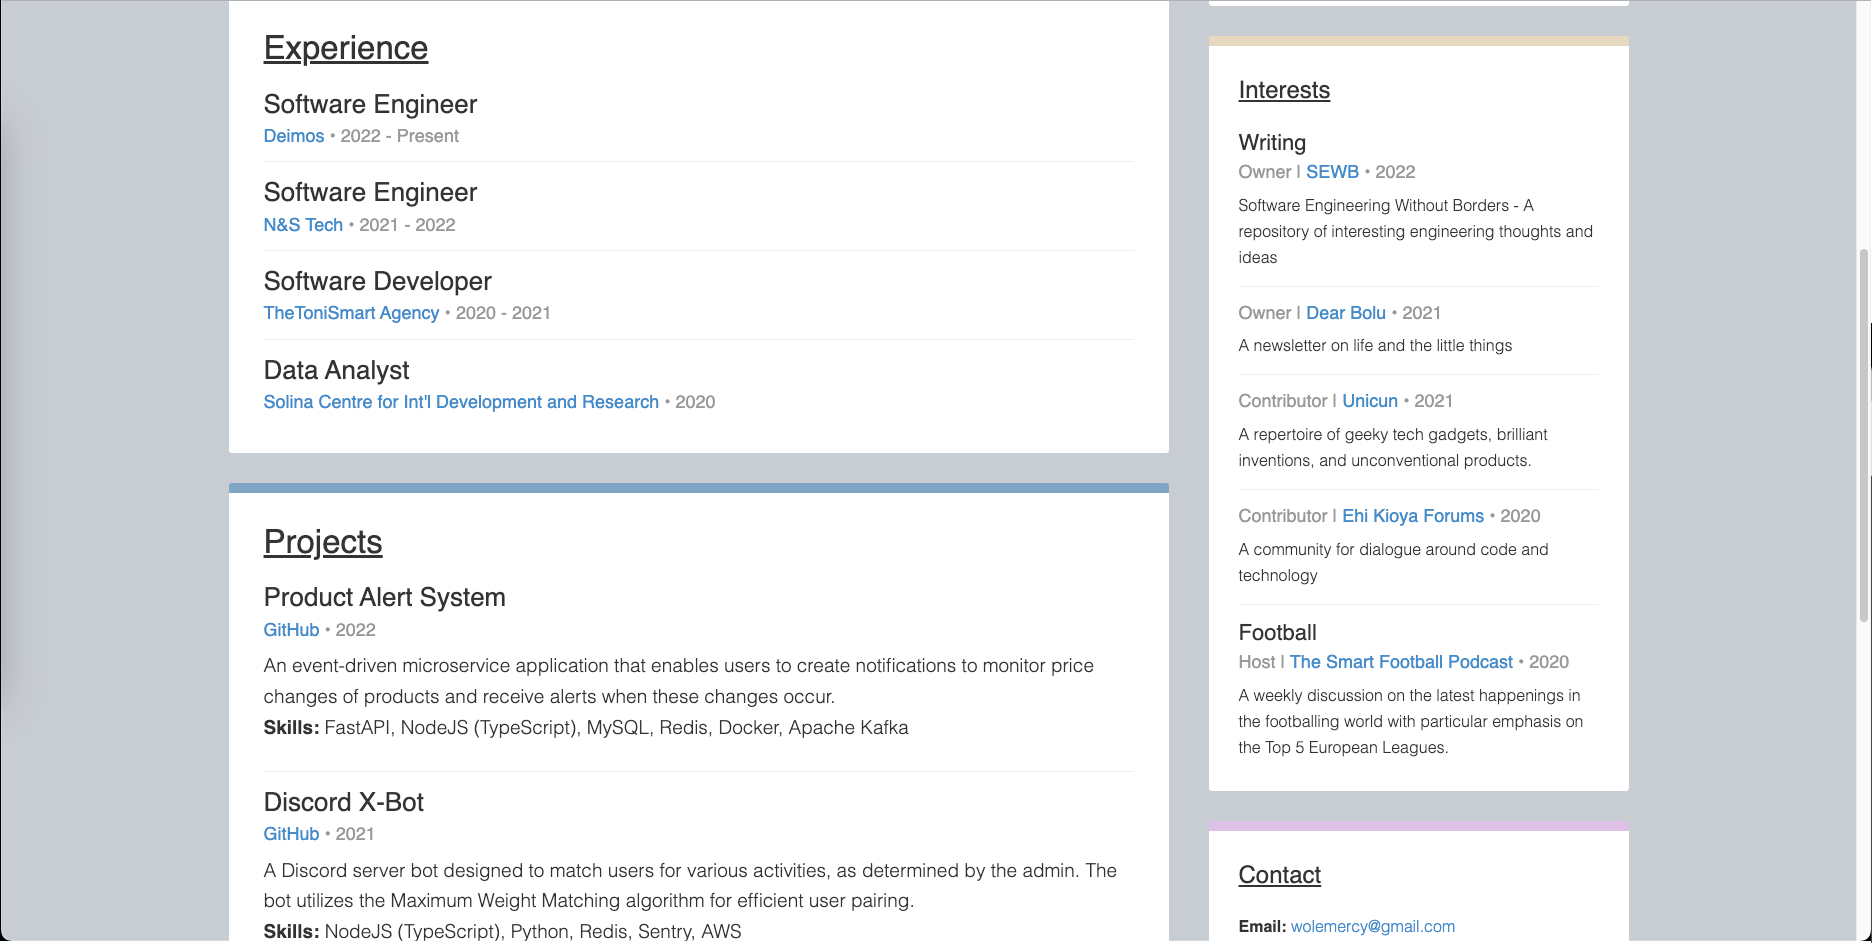 Experience
Software Engineer
Deimos • 2022 - Present
Software Engineer
N&S Tech • 2021 - 2022
Software Developer
TheToniSmart Agency • 2020 - 2021
Data Analyst
Solina Centre for Int'l Development and Research • 2020
Projects
Product Alert System
GitHub • 2022
An event-driven microservice application that enables users to create notifications to monitor price
changes of products and receive alerts when these changes occur.
Skills: FastAPI, NodeJS (TypeScript), MySQL, Redis, Docker, Apache Kafka
Discord X-Bot
GitHub • 2021
A Discord server bot designed to match users for various activities, as determined by the admin. The
bot utilizes the Maximum Weight Matching algorithm for efficient user pairing.
Skills: NodeJS (TypeScript), Python, Redis, Sentry, AWS
Interests
Writing
Owner | SEWB • 2022
Software Engineering Without Borders - A
repository of interesting engineering thoughts and
ideas
Owner | Dear Bolu • 2021
A newsletter on life and the little things
Contributor | Unicun • 2021
A repertoire of geeky tech gadgets, brilliant
inventions, and unconventional products.
Contributor | Ehi Kioya Forums • 2020
A community for dialogue around code and
technology
Football
Host | The Smart Football Podcast • 2020
A weekly discussion on the latest happenings in
the footballing world with particular emphasis on
the Top 5 European Leagues.
Contact
Email: wolemercy@gmail.com